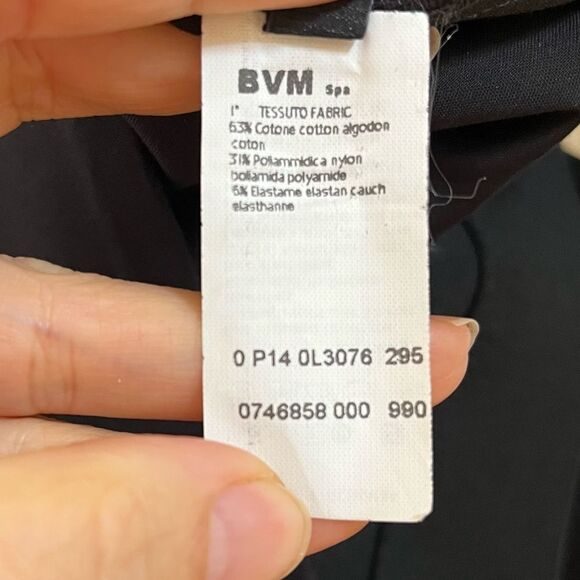 BVM Spa
1° TESSUTO FABRIC
63% Cotone cotton algodon
coton
31% Poliammidica nylon
boliamida polyamide
6% Elastame elastan cauch
elasthanne
0 P14 0L3076 295
0746858 000 990